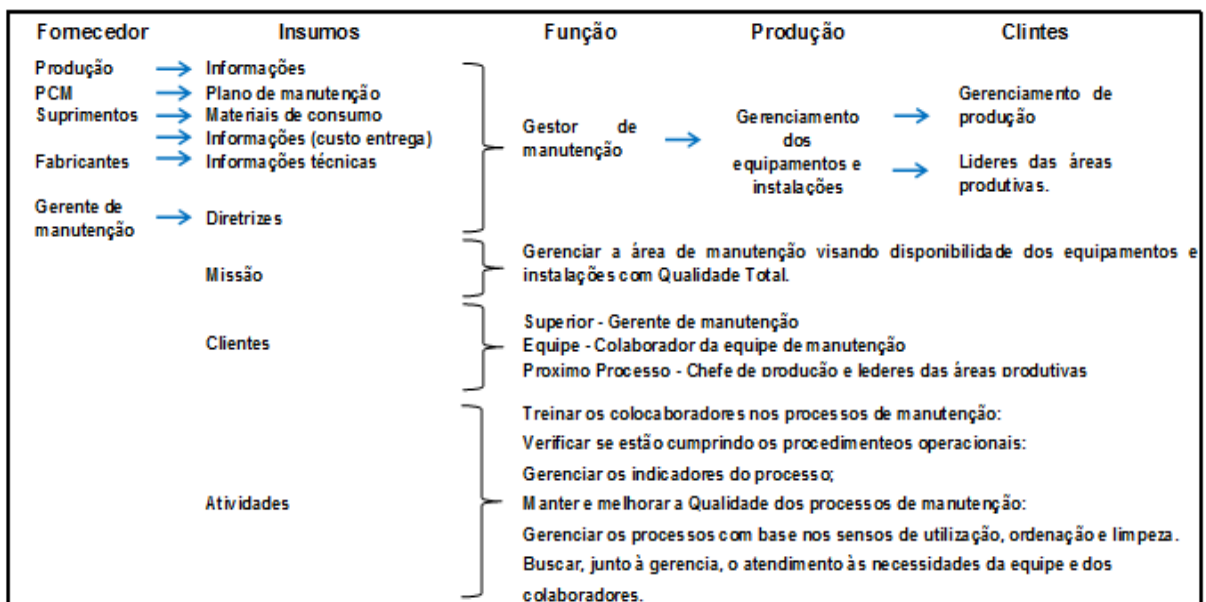 Fornecedor Insumos Função Produção Clintes
Produção → Informações
PCM → Plano de manutenção
Suprimentos → Materiais de consumo
→ Informações (custo entrega)
Fabricantes → Informações técnicas
Gerente de
manutenção → Diretrizes
Gestor de
manutenção →
Gerenciamento
dos
equipamentos e
instalações
→ Gerenciamento de
produção
→ Lideres das áreas
produtivas.
Missão
Gerenciar a área de manutenção visando disponibilidade dos equipamentos e
instalações com Qualidade Total.
Clientes
Superior - Gerente de manutenção
Equipe - Colaborador da equipe de manutenção
Proximo Processo - Chefe de produção e lederes das áreas produtivas
Atividades
Treinar os colocaboradores nos processos de manutenção:
Verificar se estão cumprindo os procedimenteos operacionais:
Gerenciar os indicadores do processo;
Manter e melhorar a Qualidade dos processos de manutenção:
Gerenciar os processos com base nos sensos de utilização, ordenação e limpeza.
Buscar, junto à gerencia, o atendimento às necessidades da equipe e dos
colaboradores.